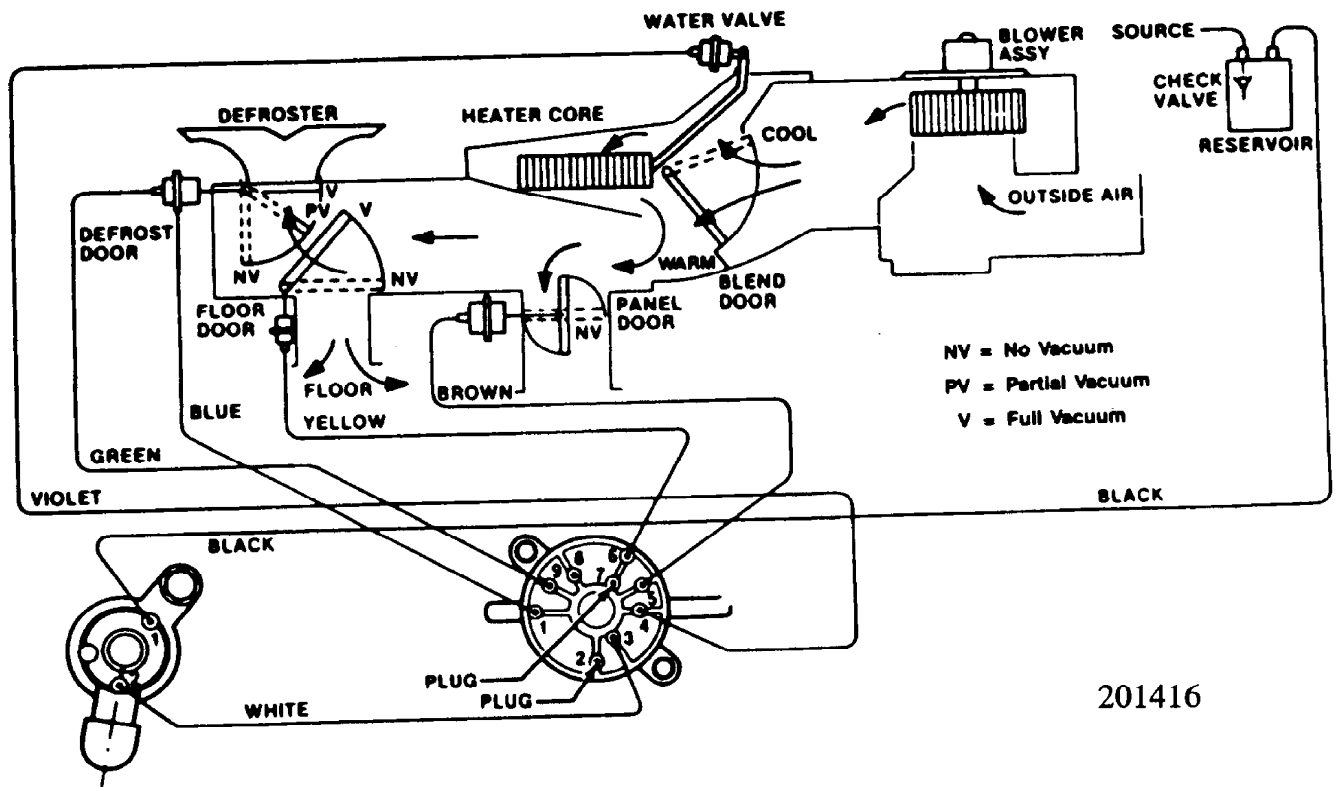 WATER VALVE
BLOWER
ASSY
SOURCE
CHECK
VALVE
RESERVOIR
DEFROSTER
HEATER CORE
COOL
OUTSIDE AIR
V
PV
V
DEFROST
DOOR
NV
NV
WARM
BLEND
DOOR
FLOOR
DOOR
PANEL
DOOR
NV
NV = No Vacuum
PV = Partial Vacuum
V = Full Vacuum
FLOOR
BROWN
BLUE
YELLOW
GREEN
VIOLET
BLACK
BLACK
1
2
1
2
3
4
5
6
7
8
9
PLUG
PLUG
WHITE
201416